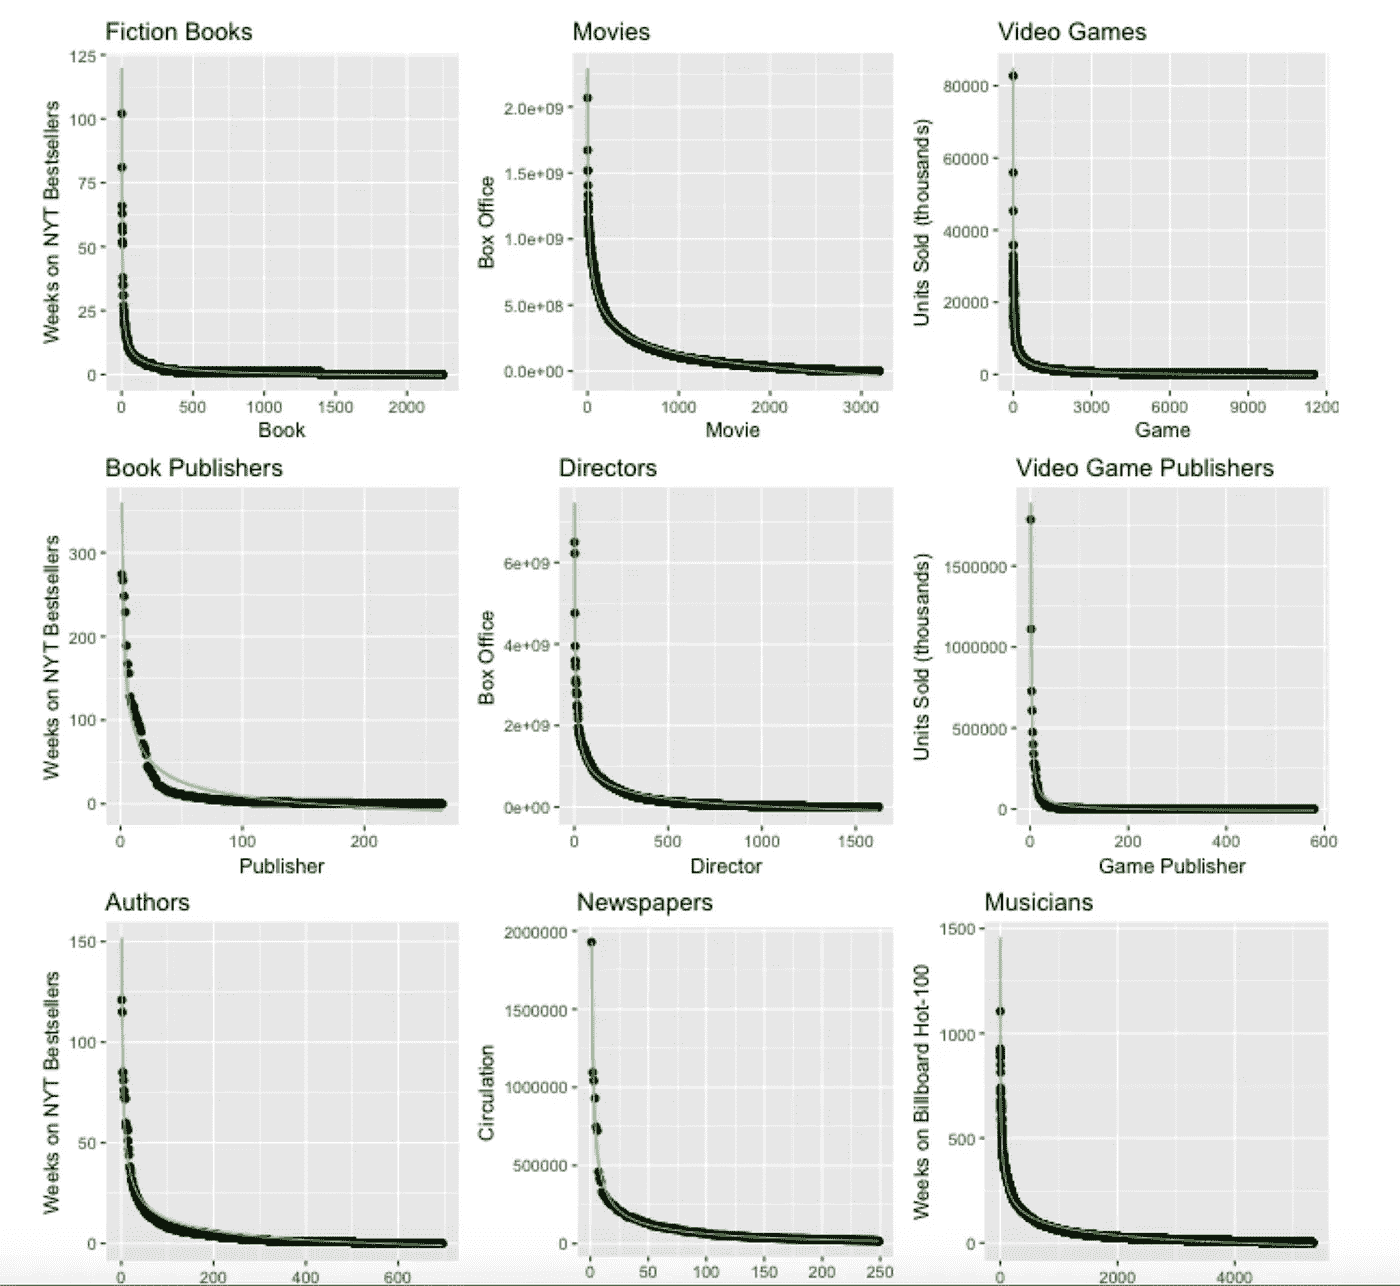 Fiction Books
Movies
Video Games
Weeks on NYT Bestsellers
125
100
75
50
25
0
0 500 1000 1500 2000
Book
Box Office
2.0e+09
1.5e+09
1.0e+09
5.0e+08
0.0e+00
0 1000 2000 3000
Movie
Units Sold (thousands)
80000
60000
40000
20000
0
0 3000 6000 9000 1200
Game
Book Publishers
Directors
Video Game Publishers
Weeks on NYT Bestsellers
300
200
100
0
0 100 200
Publisher
Box Office
6e+09
4e+09
2e+09
0e+00
0 500 1000 1500
Director
Units Sold (thousands)
1500000
1000000
500000
0
0 200 400 600
Game Publisher
Authors
Newspapers
Musicians
Weeks on NYT Bestsellers
150
100
50
0
0 200 400 600
Circulation
2000000
1500000
1000000
500000
0
0 50 100 150 200 250
Weeks on Billboard Hot-100
1500
1000
500
0
0 2000 4000